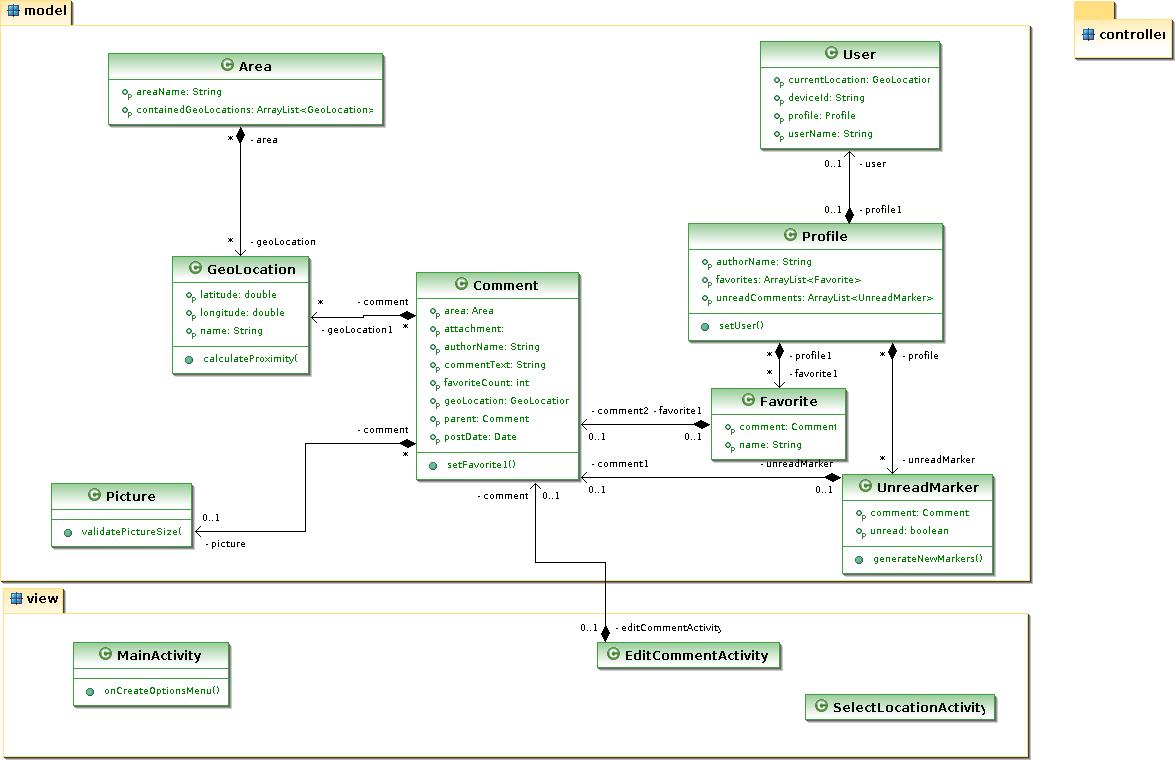 model
controller
Area
areaName: String
containedGeoLocations: ArrayList<GeoLocation>
* - area
* - geoLocation
User
currentLocation: GeoLocation
deviceId: String
profile: Profile
userName: String
0..1 - user
0..1 - profile1
Profile
authorName: String
favorites: ArrayList<Favorite>
unreadComments: ArrayList<UnreadMarker>
setUser()
GeoLocation
latitude: double
longitude: double
name: String
calculateProximity(
* - comment
- geoLocation1 *
Comment
area: Area
attachment:
authorName: String
commentText: String
favoriteCount: int
geoLocation: GeoLocation
parent: Comment
postDate: Date
setFavorite1()
* - profile1
* - favorite1
* - profile
* - unreadMarker
Favorite
comment: Comment
name: String
- comment2 - favorite1
0..1 0..1
- comment1 - unreadMarker
0..1 0..1
UnreadMarker
comment: Comment
unread: boolean
generateNewMarkers()
- comment
*
Picture
validatePictureSize(
0..1
- picture
- comment 0..1
view
0..1 - editCommentActivity
MainActivity
onCreateOptionsMenu()
EditCommentActivity
SelectLocationActivity